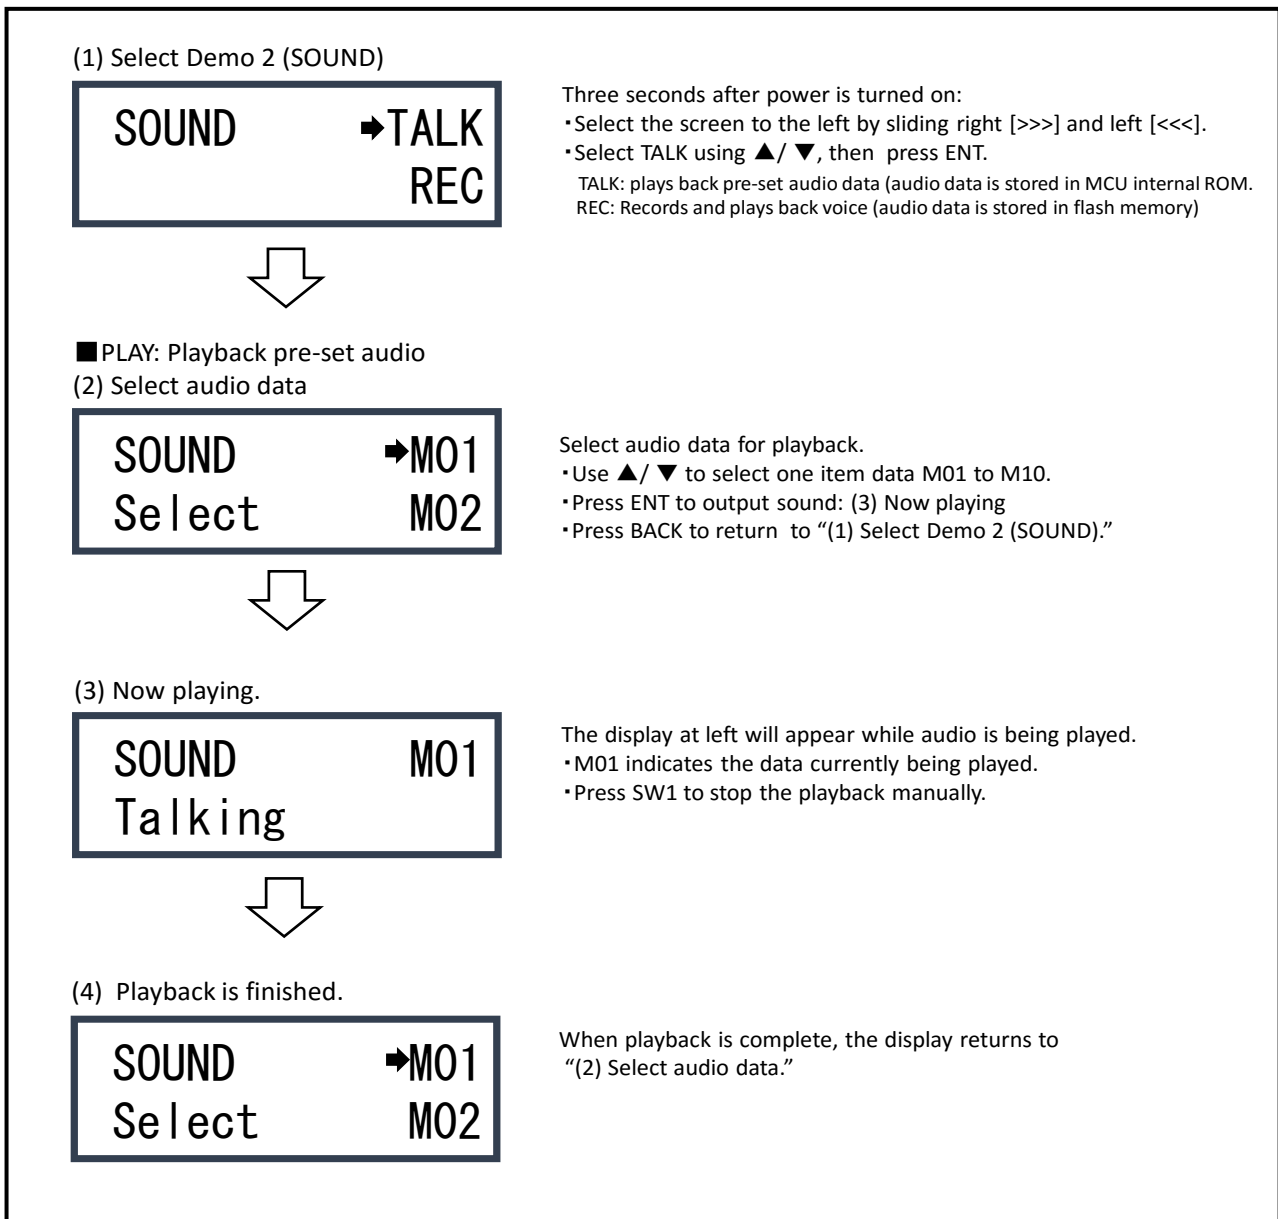 (1) Select Demo 2 (SOUND)
SOUND ➡TALK
REC
Three seconds after power is turned on:
・Select the screen to the left by sliding right [>>>] and left [<<<].
・Select TALK using ▲/ ▼, then press ENT.
TALK: plays back pre-set audio data (audio data is stored in MCU internal ROM.
REC: Records and plays back voice (audio data is stored in flash memory)
■PLAY: Playback pre-set audio
(2) Select audio data
SOUND ➡M01
Select M02
Select audio data for playback.
・Use ▲/ ▼ to select one item data M01 to M10.
・Press ENT to output sound: (3) Now playing
・Press BACK to return to “(1) Select Demo 2 (SOUND).”
(3) Now playing.
SOUND M01
Talking
The display at left will appear while audio is being played.
・M01 indicates the data currently being played.
・Press SW1 to stop the playback manually.
(4) Playback is finished.
SOUND ➡M01
Select M02
When playback is complete, the display returns to
“(2) Select audio data.”